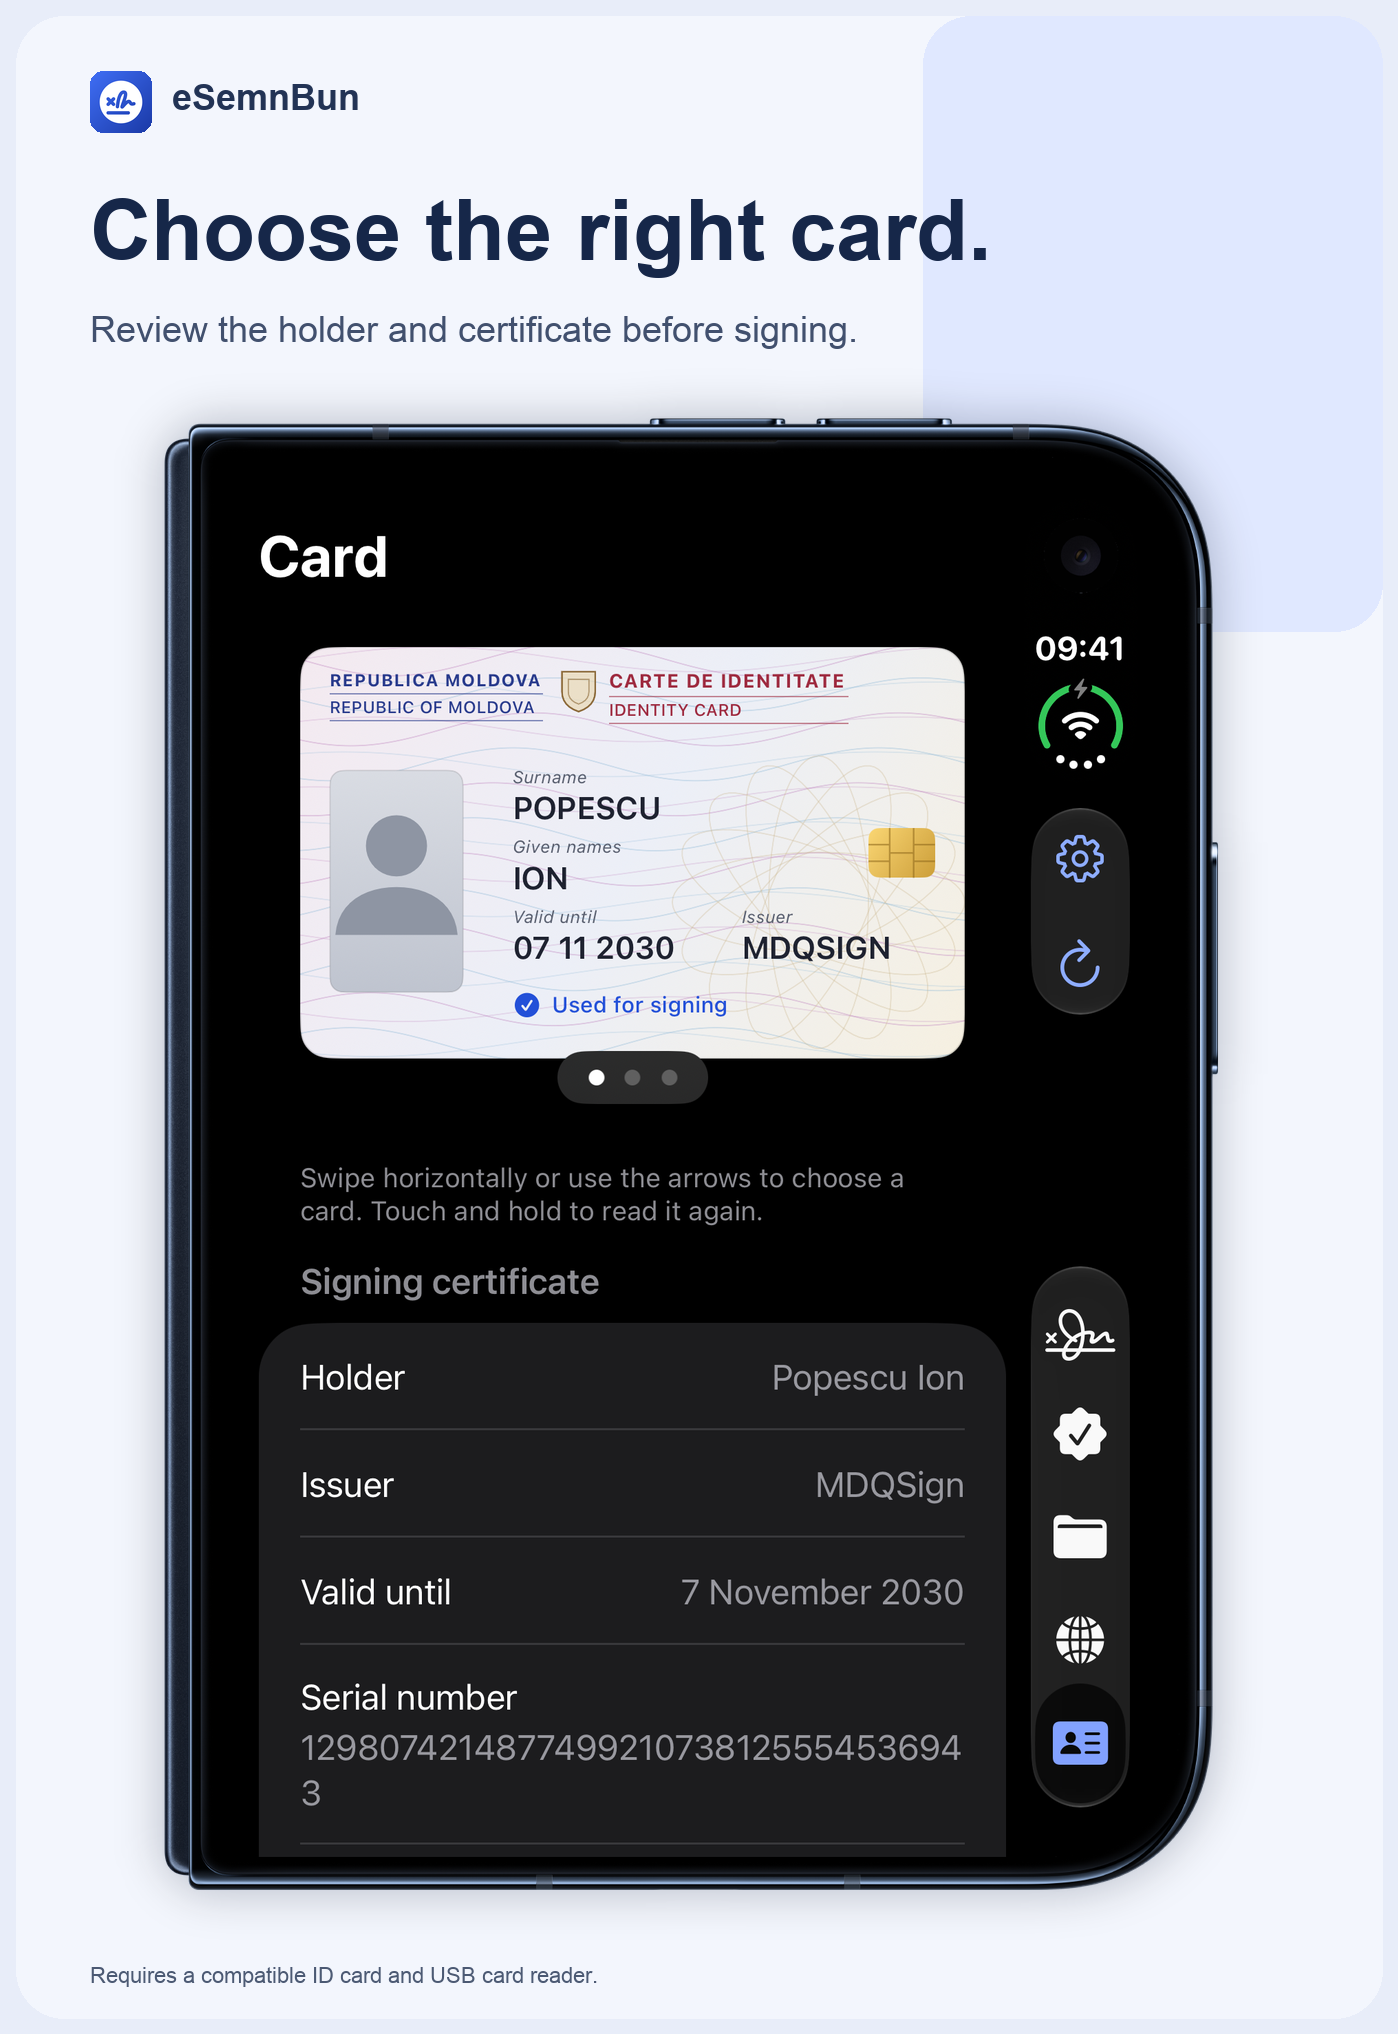 eSemnBun
Choose the right card.
Review the holder and certificate before signing.
Card
09:41
REPUBLICA MOLDOVA
REPUBLIC OF MOLDOVA
CARTE DE IDENTITATE
IDENTITY CARD
Surname
POPESCU
Given names
ION
Valid until
07 11 2030
Issuer
MDQSIGN
Used for signing
Swipe horizontally or use the arrows to choose a
card. Touch and hold to read it again.
Signing certificate
Holder
Popescu Ion
Issuer
MDQSign
Valid until
7 November 2030
Serial number
129807421487749921073812555453694
3
Requires a compatible ID card and USB card reader.